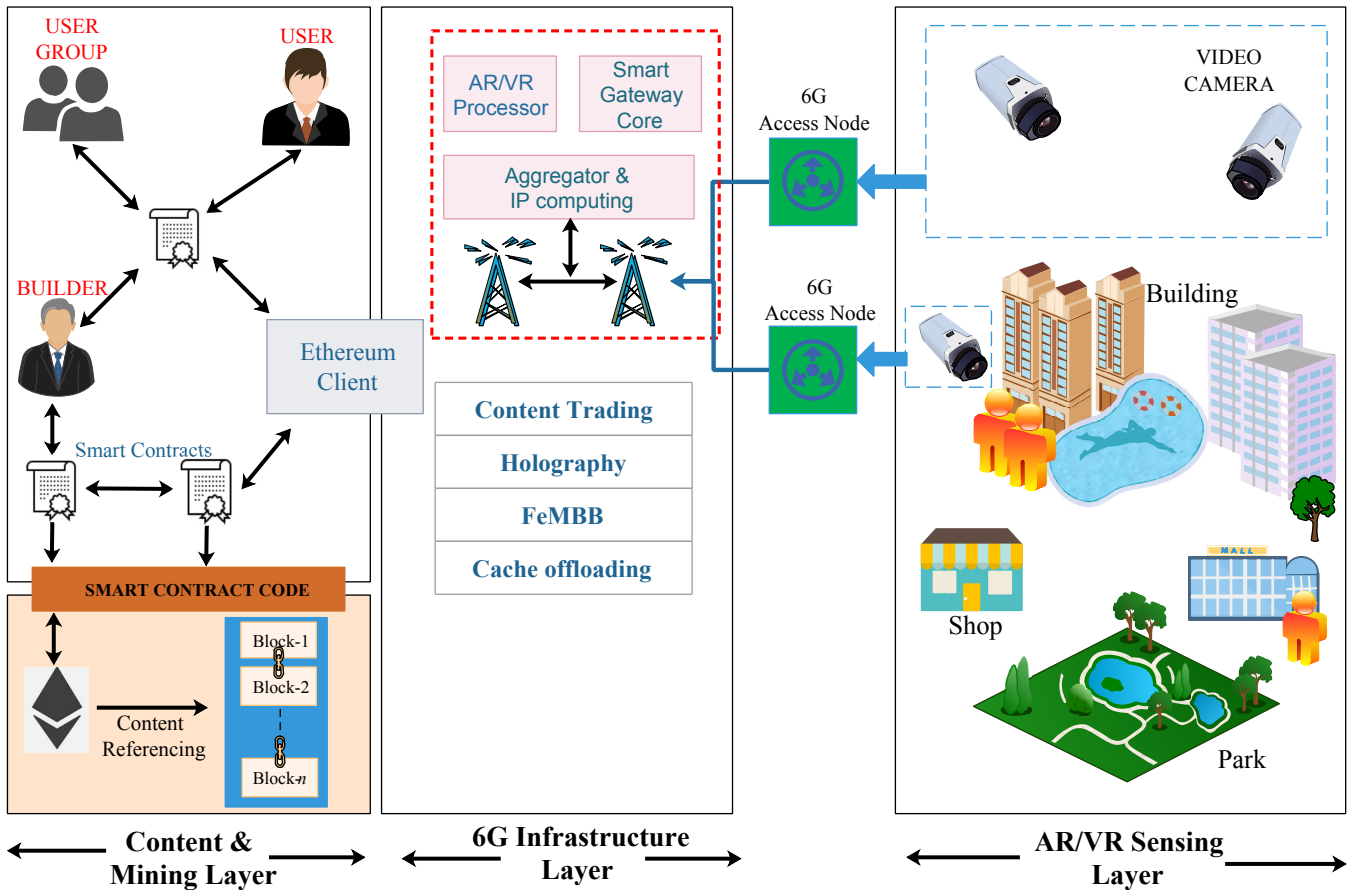 USER
GROUP
USER
BUILDER
Ethereum
Client
Smart Contracts
SMART CONTRACT CODE
Content
Referencing
Block-1
Block-2
Block-n
Content &
Mining Layer
AR/VR
Processor
Smart
Gateway
Core
Aggregator &
IP computing
Content Trading
Holography
FeMBB
Cache offloading
6G Infrastructure
Layer
6G
Access Node
6G
Access Node
VIDEO
CAMERA
Building
Shop
MALL
Park
AR/VR Sensing
Layer